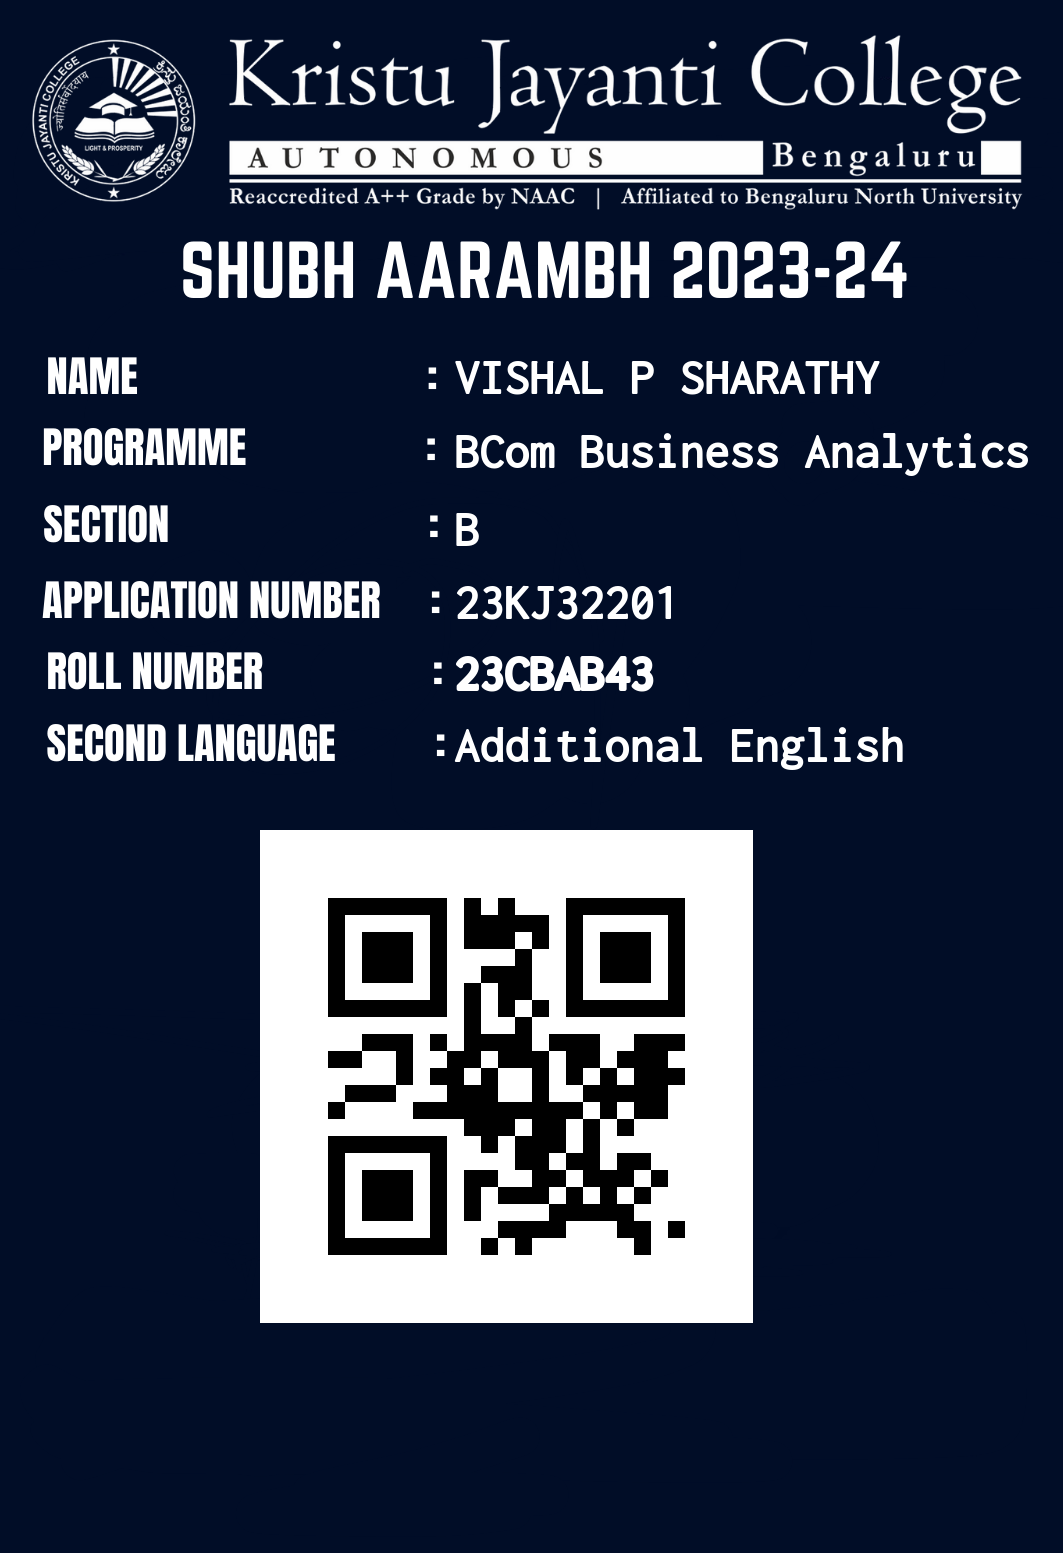 KRISTU JAYANTI COLLEGE
ಕ್ರಿಸ್ತು ಜಯಂತಿ ಕಾಲೇಜು
LIGHT & PROSPERITY
Kristu Jayanti College
AUTONOMOUS Bengaluru
Reaccredited A++ Grade by NAAC | Affiliated to Bengaluru North University
SHUBH AARAMBH 2023-24
NAME : VISHAL P SHARATHY
PROGRAMME : BCom Business Analytics
SECTION : B
APPLICATION NUMBER : 23KJ32201
ROLL NUMBER : 23CBAB43
SECOND LANGUAGE : Additional English